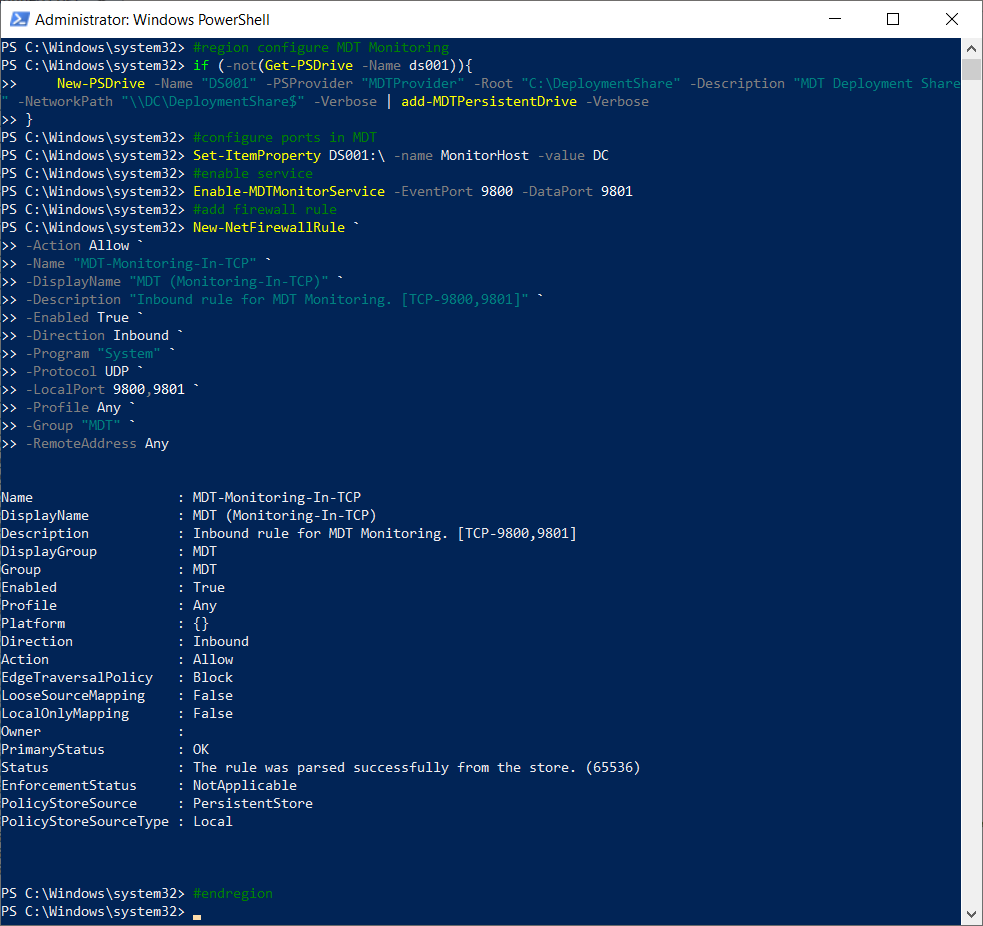 Administrator: Windows PowerShell
PS C:\Windows\system32> #region configure MDT Monitoring
PS C:\Windows\system32> if (-not(Get-PSDrive -Name ds001)){
>>     New-PSDrive -Name "DS001" -PSProvider "MDTProvider" -Root "C:\DeploymentShare" -Description "MDT Deployment Share
" -NetworkPath "\\DC\DeploymentShare$" -Verbose | add-MDTPersistentDrive -Verbose
>> }
PS C:\Windows\system32> #configure ports in MDT
PS C:\Windows\system32> Set-ItemProperty DS001:\ -name MonitorHost -value DC
PS C:\Windows\system32> #enable service
PS C:\Windows\system32> Enable-MDTMonitorService -EventPort 9800 -DataPort 9801
PS C:\Windows\system32> #add firewall rule
PS C:\Windows\system32> New-NetFirewallRule `
>> -Action Allow `
>> -Name "MDT-Monitoring-In-TCP" `
>> -DisplayName "MDT (Monitoring-In-TCP)" `
>> -Description "Inbound rule for MDT Monitoring. [TCP-9800,9801]" `
>> -Enabled True `
>> -Direction Inbound `
>> -Program "System" `
>> -Protocol UDP `
>> -LocalPort 9800,9801 `
>> -Profile Any `
>> -Group "MDT" `
>> -RemoteAddress Any
Name                  : MDT-Monitoring-In-TCP
DisplayName           : MDT (Monitoring-In-TCP)
Description           : Inbound rule for MDT Monitoring. [TCP-9800,9801]
DisplayGroup          : MDT
Group                 : MDT
Enabled               : True
Profile               : Any
Platform              : {}
Direction             : Inbound
Action                : Allow
EdgeTraversalPolicy   : Block
LooseSourceMapping    : False
LocalOnlyMapping      : False
Owner                 :
PrimaryStatus         : OK
Status                : The rule was parsed successfully from the store. (65536)
EnforcementStatus     : NotApplicable
PolicyStoreSource     : PersistentStore
PolicyStoreSourceType : Local
PS C:\Windows\system32> #endregion
PS C:\Windows\system32>